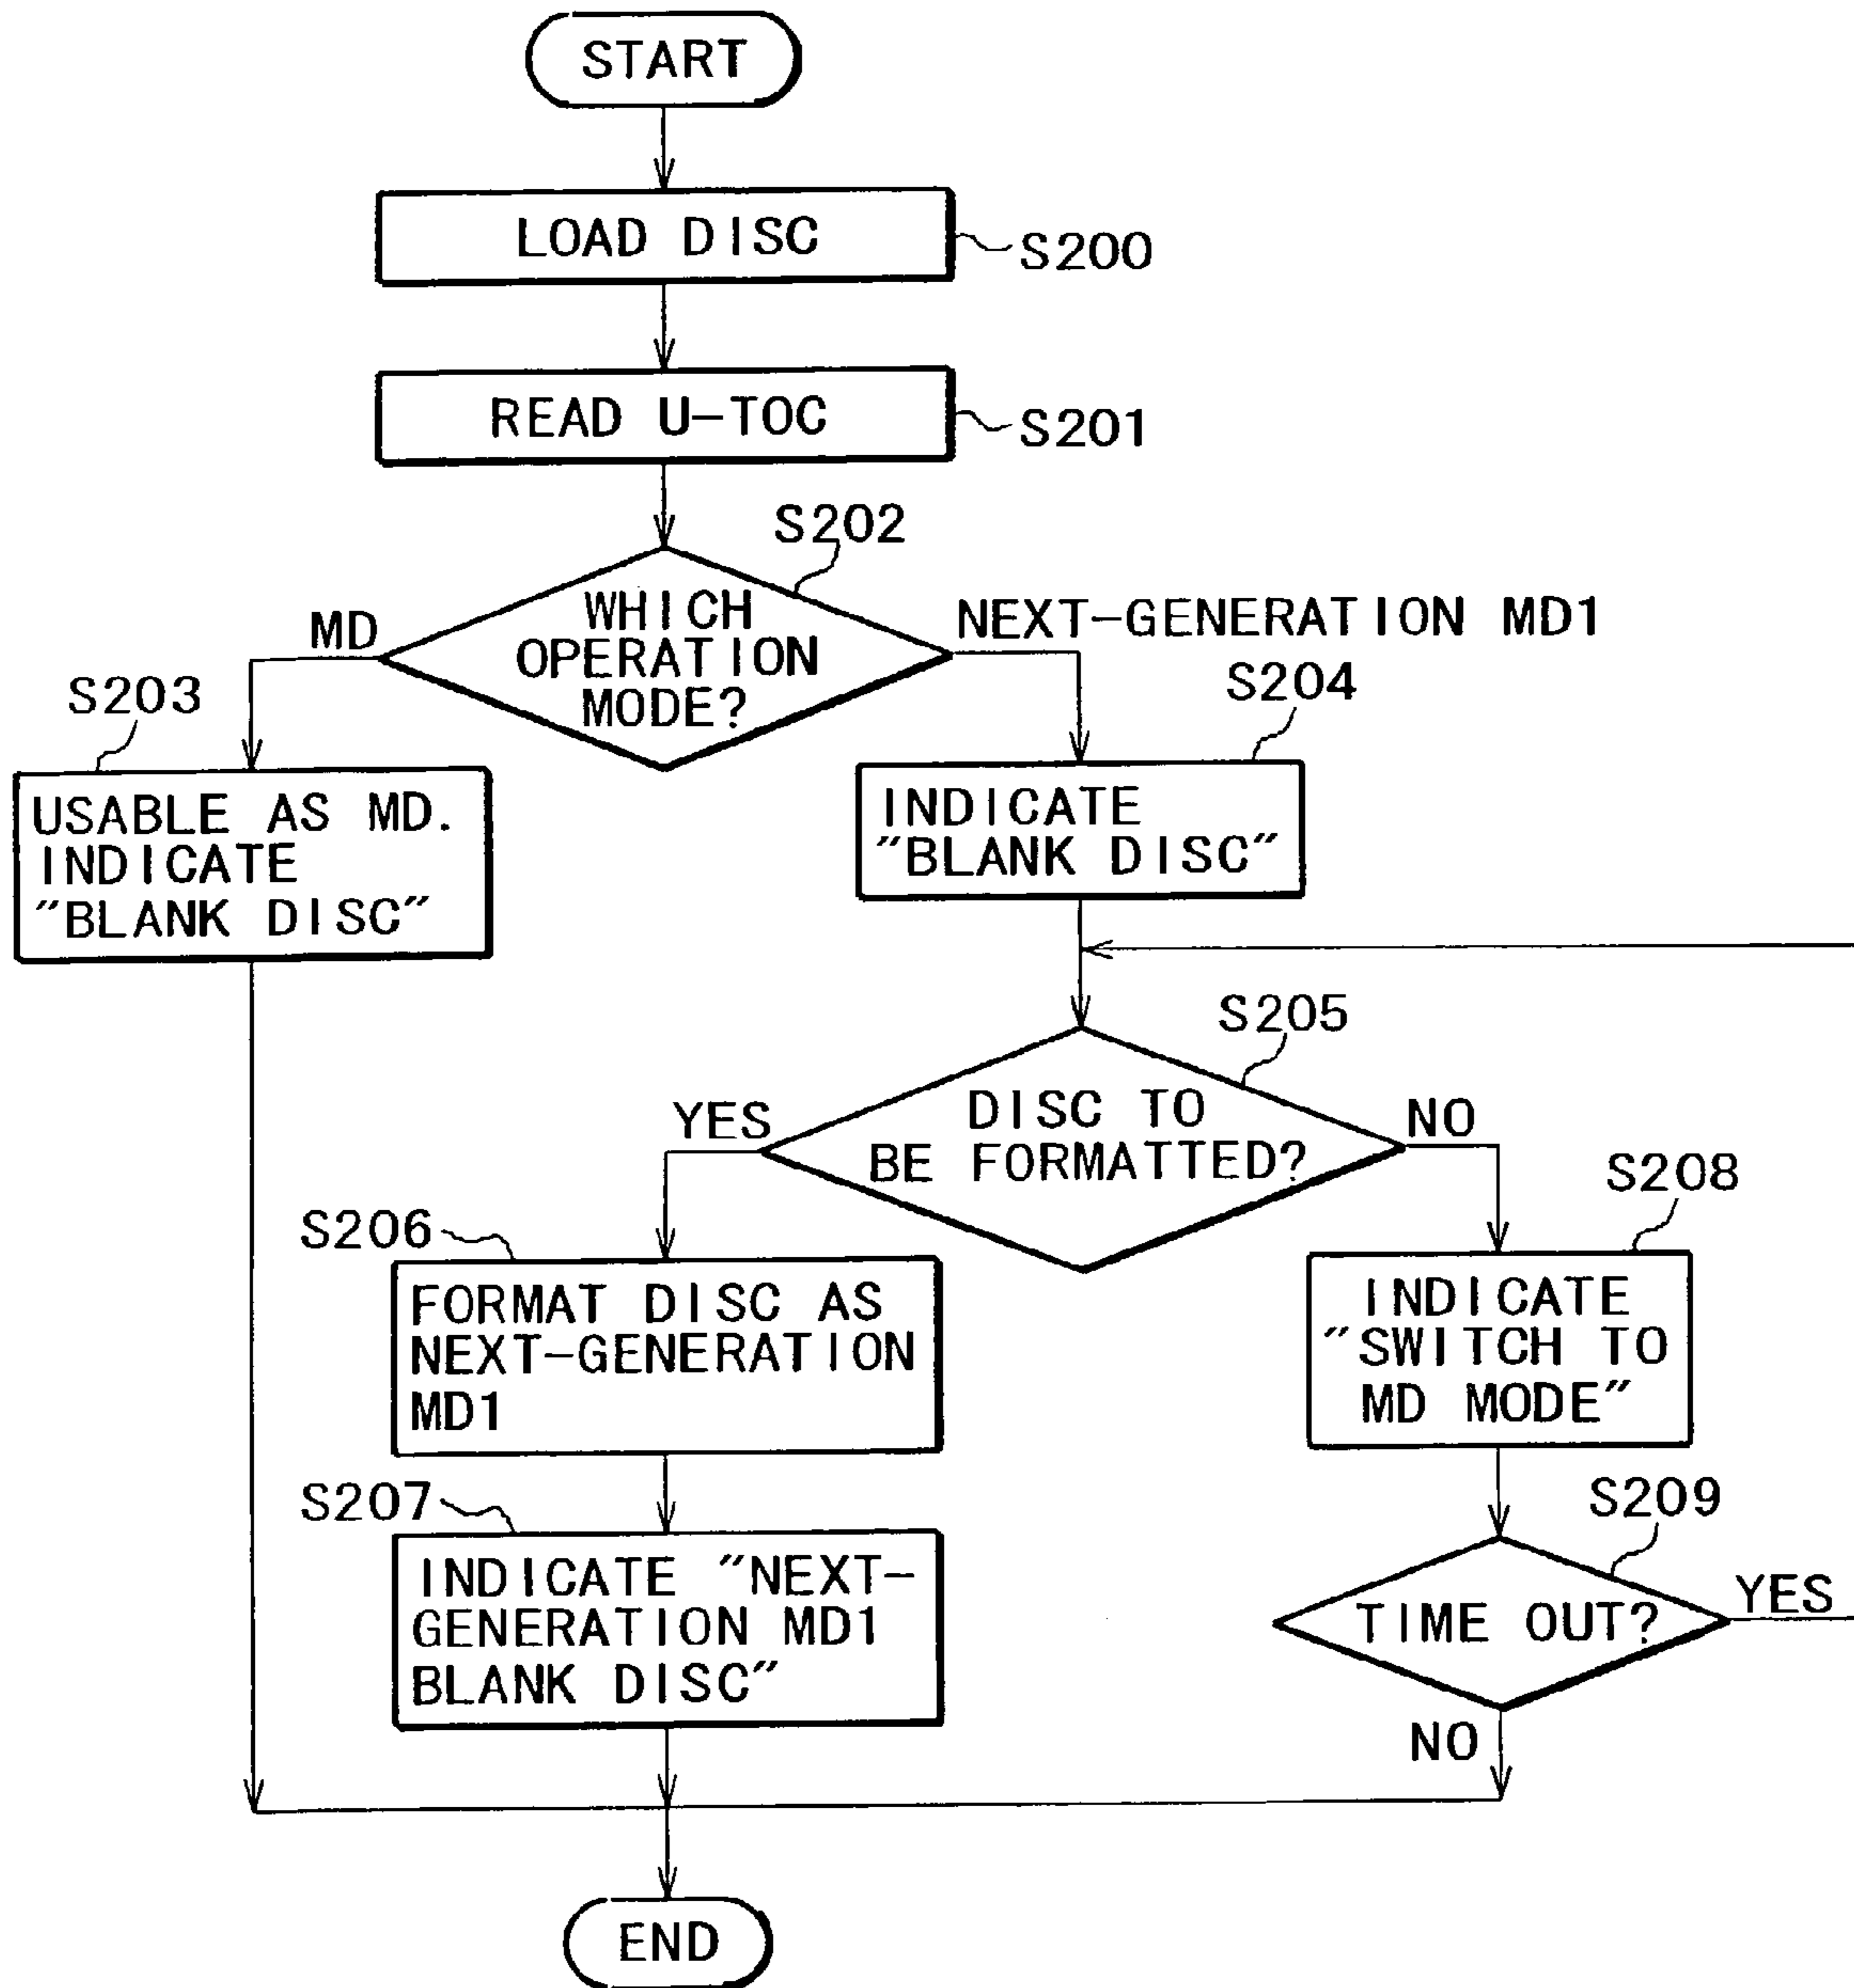 START
LOAD DISC
S200
READ U-TOC
S201
S202
WHICH
OPERATION
MODE?
MD
NEXT-GENERATION MD1
S203
USABLE AS MD.
INDICATE
"BLANK DISC"
S204
INDICATE
"BLANK DISC"
S205
DISC TO
BE FORMATTED?
YES
NO
S206
FORMAT DISC AS
NEXT-GENERATION
MD1
S208
INDICATE
"SWITCH TO
MD MODE"
S207
INDICATE "NEXT-
GENERATION MD1
BLANK DISC"
S209
TIME OUT?
YES
NO
END